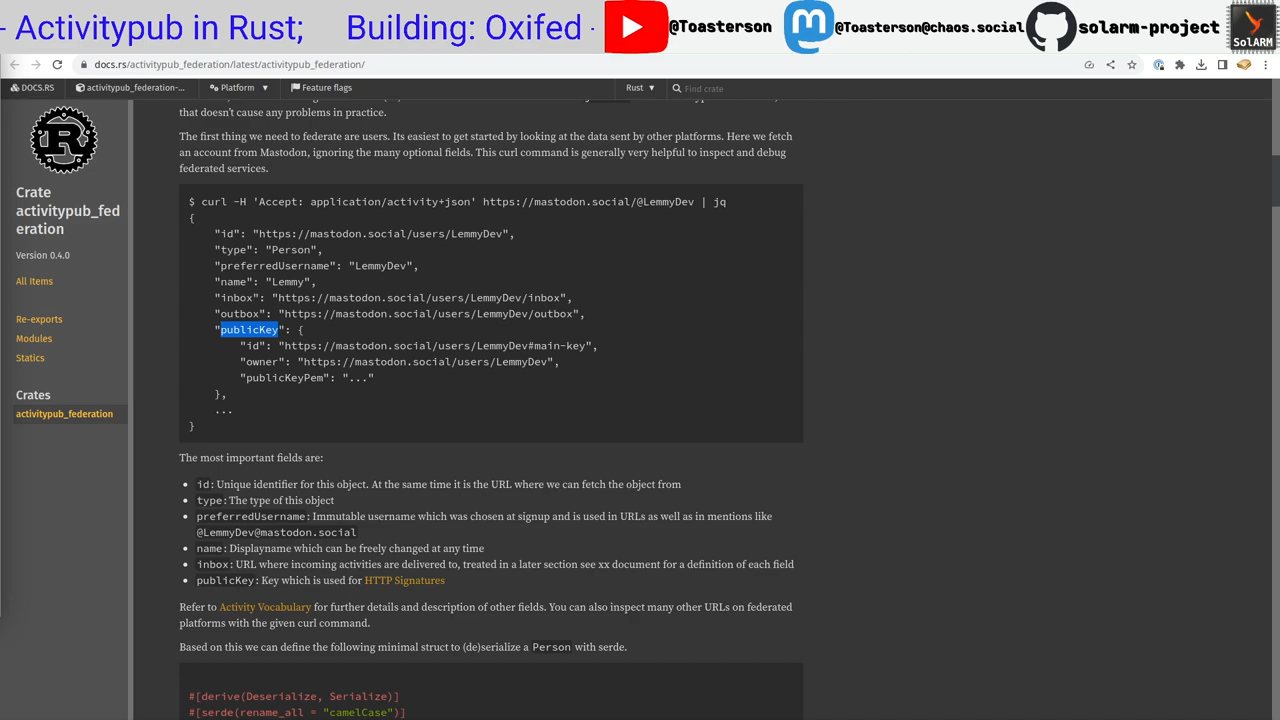 - Activitypub in Rust;     Building: Oxifed -
@Toasterson
@Toasterson@chaos.social
solarm-project
SolARM
docs.rs/activitypub_federation/latest/activitypub_federation/
DOCS.RS
activitypub_federation-...
Platform
Feature flags
Rust
Find crate
Crate
activitypub_fed
eration
Version 0.4.0
All Items
Re-exports
Modules
Statics
Crates
activitypub_federation
that doesn't cause any problems in practice.
The first thing we need to federate are users. Its easiest to get started by looking at the data sent by other platforms. Here we fetch
an account from Mastodon, ignoring the many optional fields. This curl command is generally very helpful to inspect and debug
federated services.
$ curl -H 'Accept: application/activity+json' https://mastodon.social/@LemmyDev | jq
{
    "id": "https://mastodon.social/users/LemmyDev",
    "type": "Person",
    "preferredUsername": "LemmyDev",
    "name": "Lemmy",
    "inbox": "https://mastodon.social/users/LemmyDev/inbox",
    "outbox": "https://mastodon.social/users/LemmyDev/outbox",
    "publicKey": {
        "id": "https://mastodon.social/users/LemmyDev#main-key",
        "owner": "https://mastodon.social/users/LemmyDev",
        "publicKeyPem": "..."
    },
    ...
}
The most important fields are:
• id: Unique identifier for this object. At the same time it is the URL where we can fetch the object from
• type: The type of this object
• preferredUsername: Immutable username which was chosen at signup and is used in URLs as well as in mentions like
@LemmyDev@mastodon.social
• name: Displayname which can be freely changed at any time
• inbox: URL where incoming activities are delivered to, treated in a later section see xx document for a definition of each field
• publicKey: Key which is used for HTTP Signatures
Refer to Activity Vocabulary for further details and description of other fields. You can also inspect many other URLs on federated
platforms with the given curl command.
Based on this we can define the following minimal struct to (de)serialize a Person with serde.
#[derive(Deserialize, Serialize)]
#[serde(rename_all = "camelCase")]